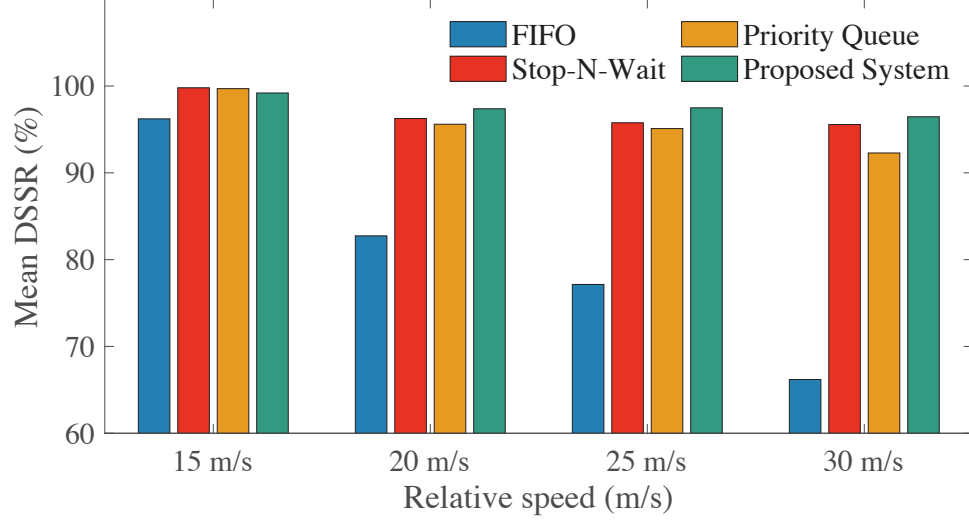 FIFO
Stop-N-Wait
Priority Queue
Proposed System
Mean DSSR (%)
100
90
80
70
60
15 m/s
20 m/s
25 m/s
30 m/s
Relative speed (m/s)